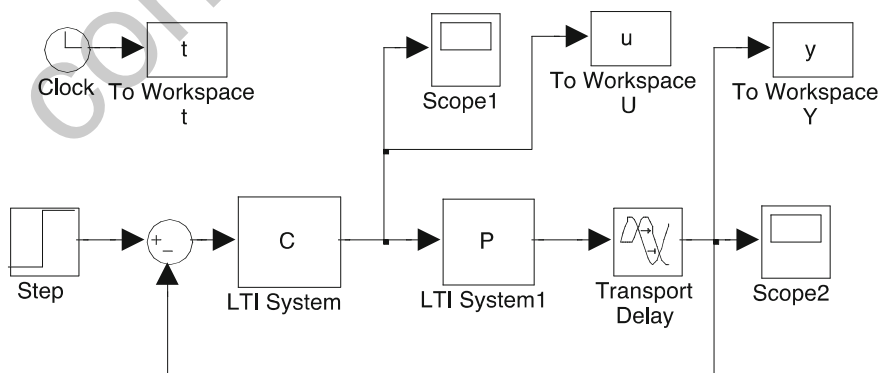 t
Clock
To Workspace
t
Scope1
u
To Workspace
U
y
To Workspace
Y
Step
+
−
C
LTI System
P
LTI System1
Transport
Delay
Scope2